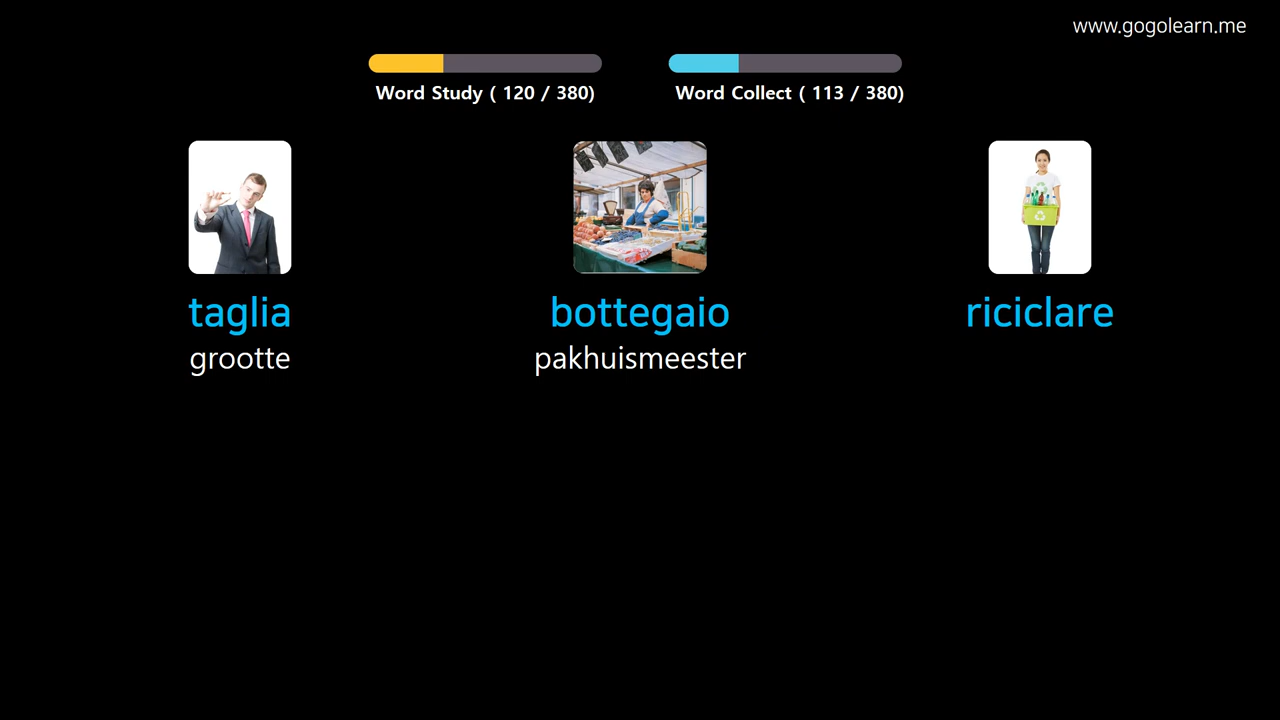 www.gogolearn.me
Word Study ( 120 / 380)
Word Collect ( 113 / 380)
taglia
grootte
bottegaio
pakhuismeester
riciclare